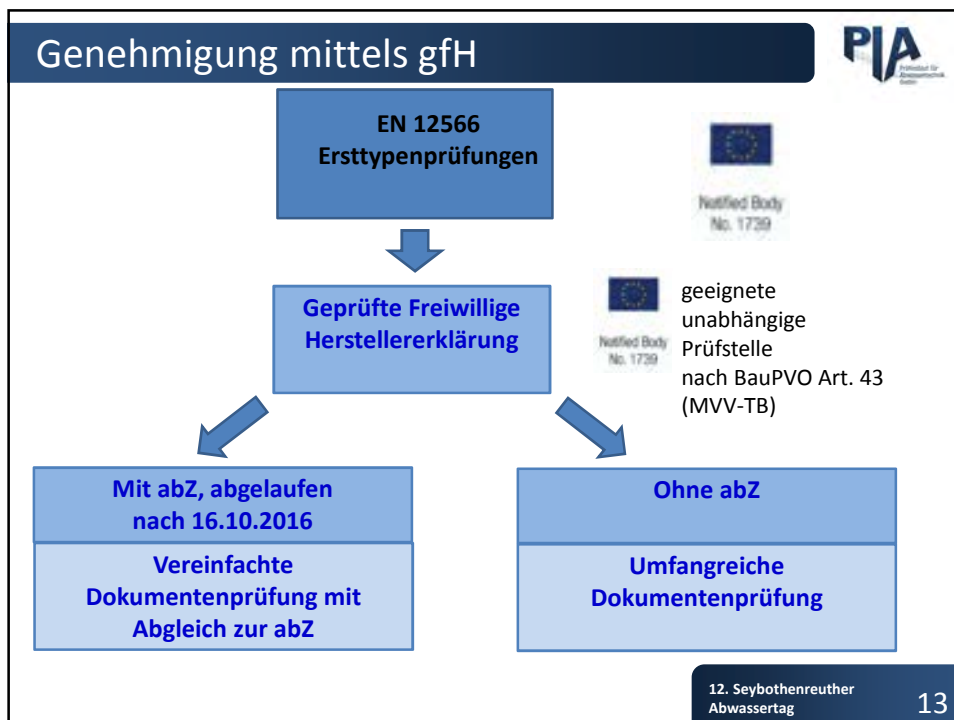 Genehmigung mittels gfH
PIA
EN 12566
Ersttypenprüfungen
Notified Body
No. 1739
Geprüfte Freiwillige
Herstellererklärung
Notified Body
No. 1739
geeignete
unabhängige
Prüfstelle
nach BauPVO Art. 43
(MVV-TB)
Mit abZ, abgelaufen
nach 16.10.2016
Vereinfachte
Dokumentenprüfung mit
Abgleich zur abZ
Ohne abZ
Umfangreiche
Dokumentenprüfung
12. Seybothenreuther
Abwassertag
13